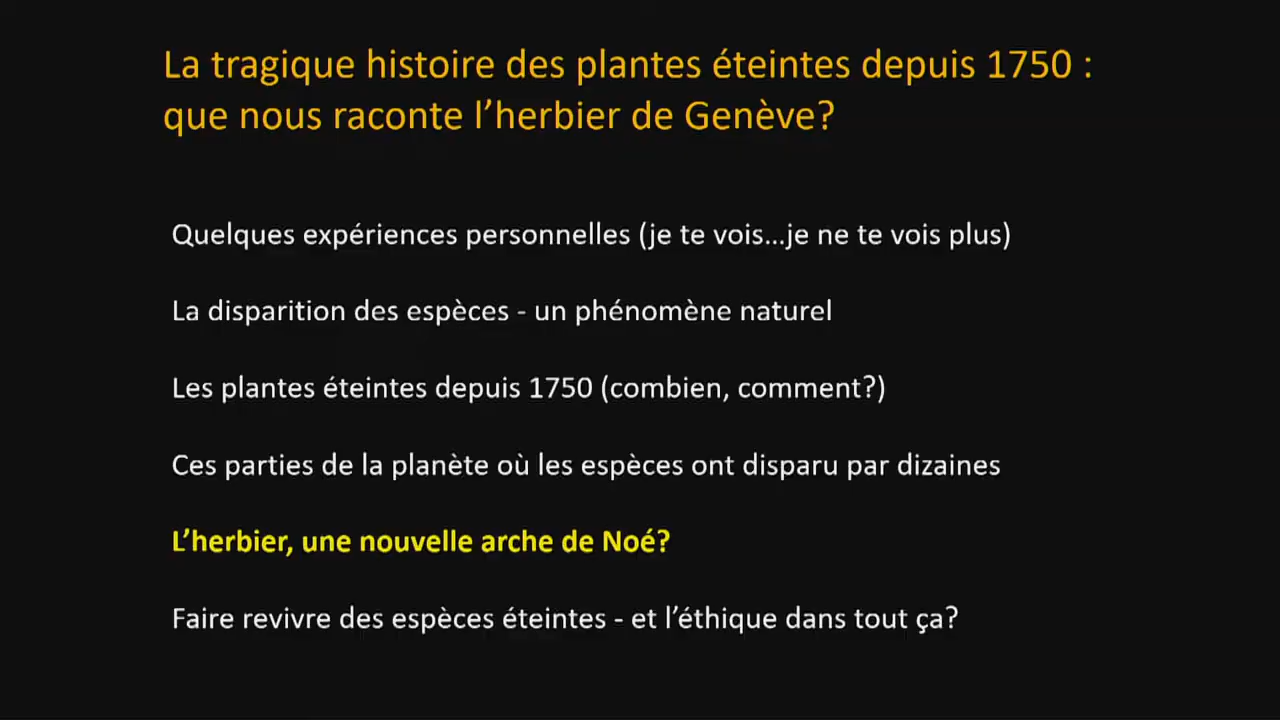 La tragique histoire des plantes éteintes depuis 1750 :
que nous raconte l’herbier de Genève?
Quelques expériences personnelles (je te vois...je ne te vois plus)
La disparition des espèces - un phénomène naturel
Les plantes éteintes depuis 1750 (combien, comment?)
Ces parties de la planète où les espèces ont disparu par dizaines
L’herbier, une nouvelle arche de Noé?
Faire revivre des espèces éteintes - et l’éthique dans tout ça?